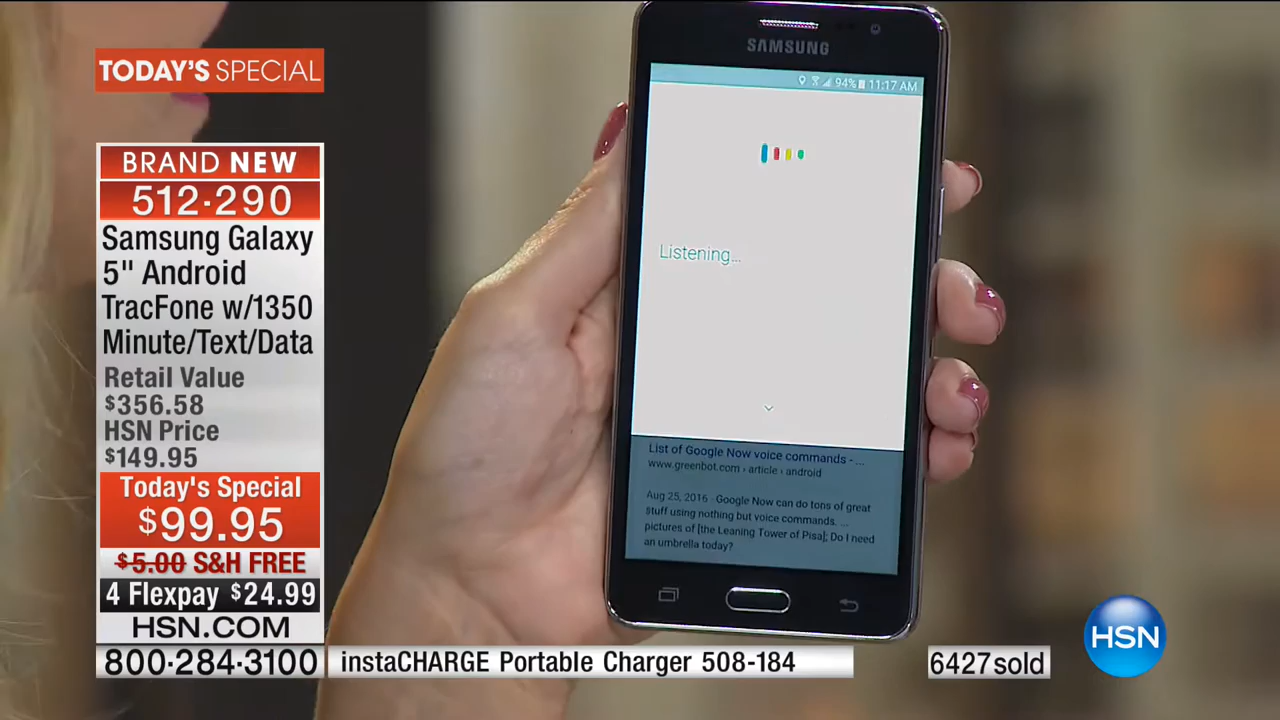 TODAY'S SPECIAL
BRAND NEW
512·290
Samsung Galaxy
5" Android
TracFone w/1350
Minute/Text/Data
Retail Value
$356.58
HSN Price
$149.95
Today's Special
$99.95
$5.00 S&H FREE
4 Flexpay $24.99
HSN.COM
800·284·3100
instaCHARGE Portable Charger 508-184
6427sold
HSN
SAMSUNG
94% 11:17 AM
Listening...
List of Google Now voice commands - ...
www.greenbot.com › article › android
Aug 25, 2016 - Google Now can do tons of great
stuff using nothing but voice commands. ...
pictures of [the Leaning Tower of Pisa]; Do I need
an umbrella today?